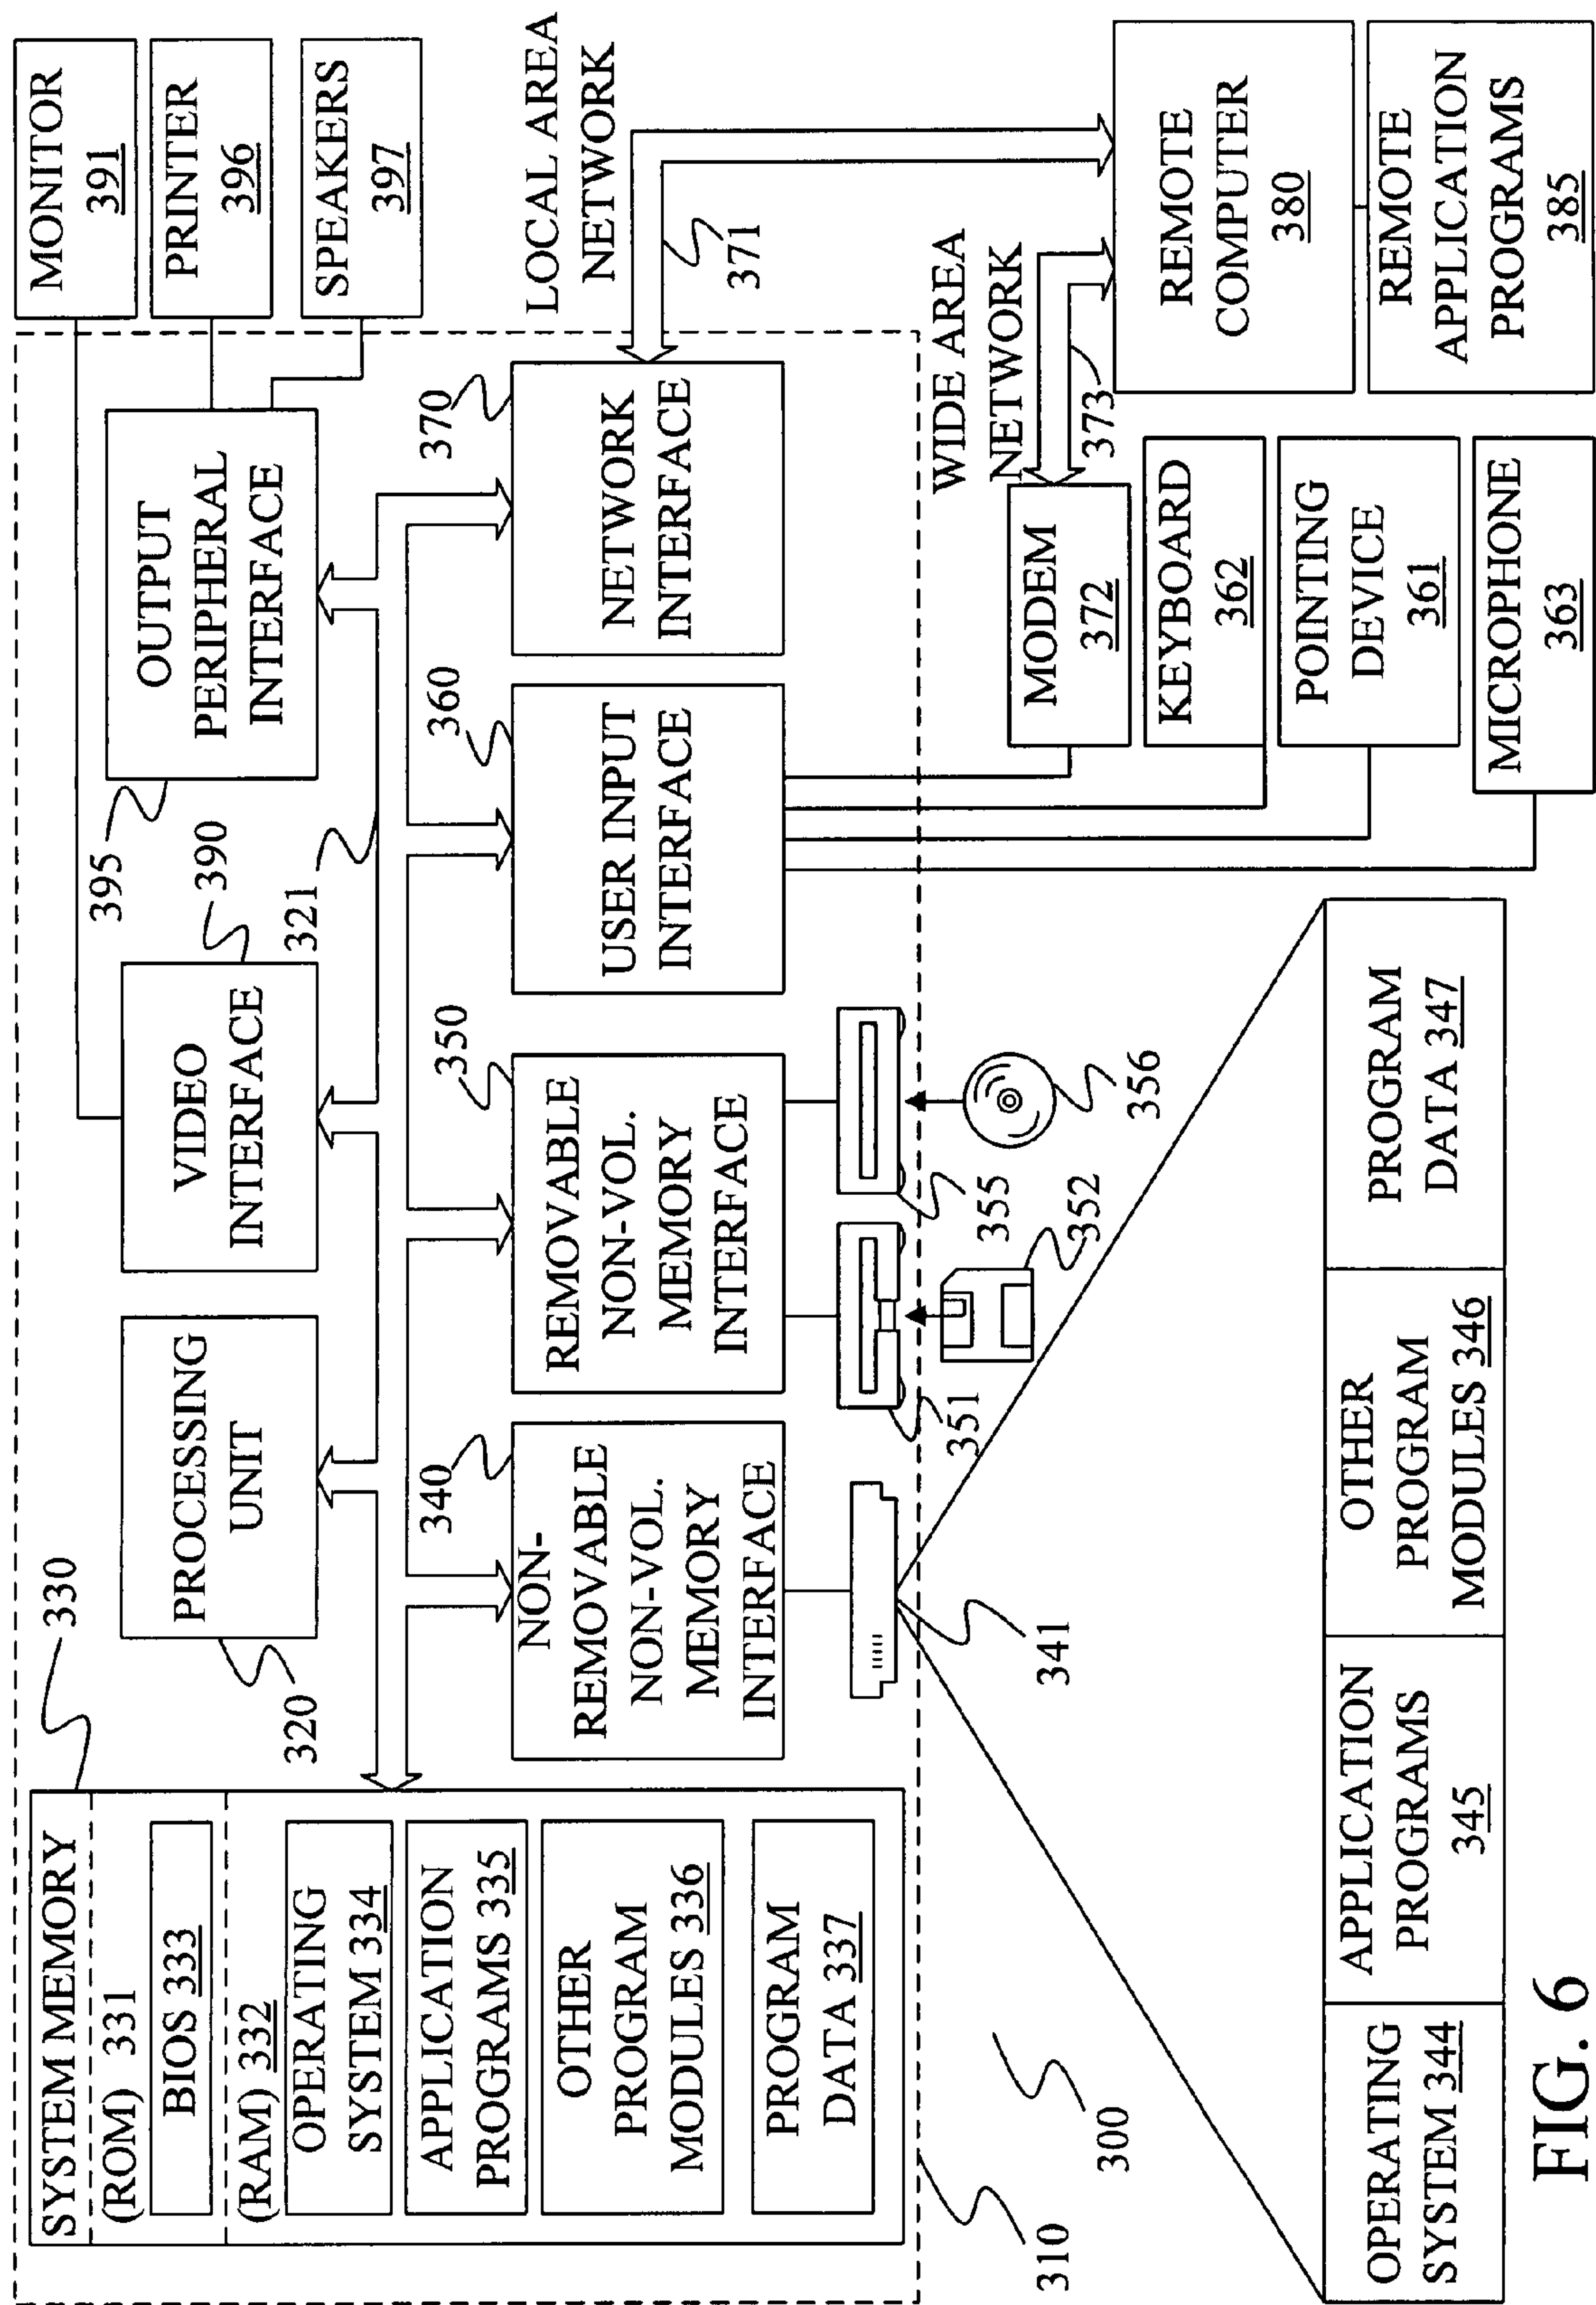 SYSTEM MEMORY
(ROM) 331
BIOS 333
(RAM) 332
OPERATING
SYSTEM 334
APPLICATION
PROGRAMS 335
OTHER
PROGRAM
MODULES 336
PROGRAM
DATA 337
330
PROCESSING
UNIT
320
VIDEO
INTERFACE
390
321
OUTPUT
PERIPHERAL
INTERFACE
395
MONITOR
391
PRINTER
396
SPEAKERS
397
NON-
REMOVABLE
NON-VOL.
MEMORY
INTERFACE
340
REMOVABLE
NON-VOL.
MEMORY
INTERFACE
350
USER INPUT
INTERFACE
360
NETWORK
INTERFACE
370
LOCAL AREA
NETWORK
371
341
351
352
355
356
WIDE AREA
NETWORK
373
MODEM
372
KEYBOARD
362
POINTING
DEVICE
361
MICROPHONE
363
REMOTE
COMPUTER
380
REMOTE
APPLICATION
PROGRAMS
385
310
300
OPERATING
SYSTEM 344
APPLICATION
PROGRAMS
345
OTHER
PROGRAM
MODULES 346
PROGRAM
DATA 347
FIG. 6